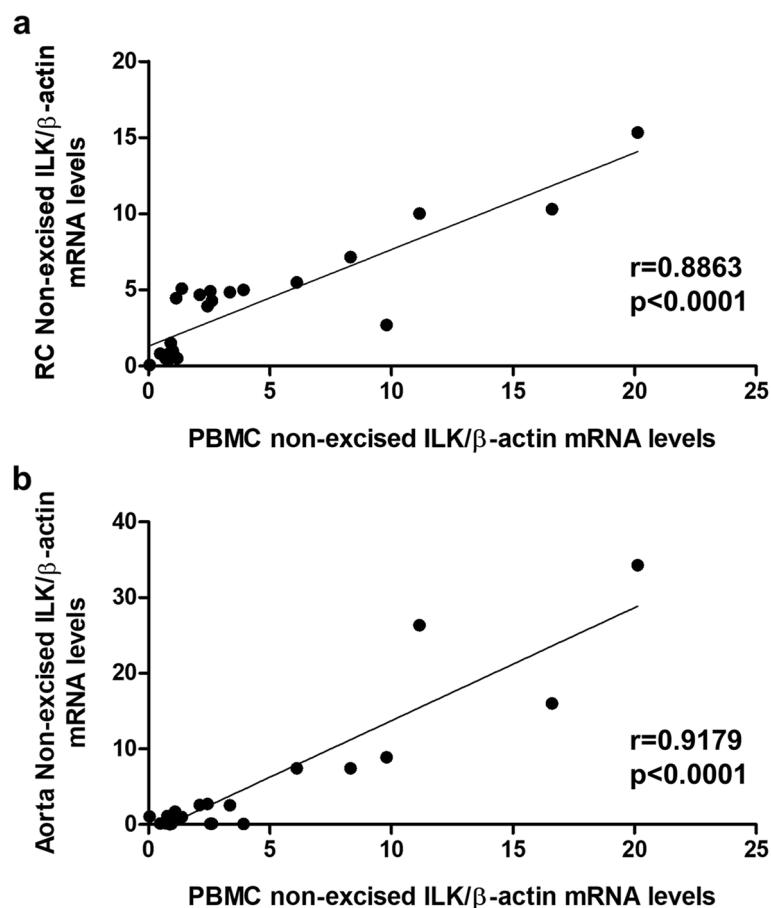 a
RC Non-excised ILK/β-actin
mRNA levels
20
15
10
5
0
0 5 10 15 20 25
r=0.8863
p<0.0001
PBMC non-excised ILK/β-actin mRNA levels
b
Aorta Non-excised ILK/β-actin
mRNA levels
40
30
20
10
0
0 5 10 15 20 25
r=0.9179
p<0.0001
PBMC non-excised ILK/β-actin mRNA levels